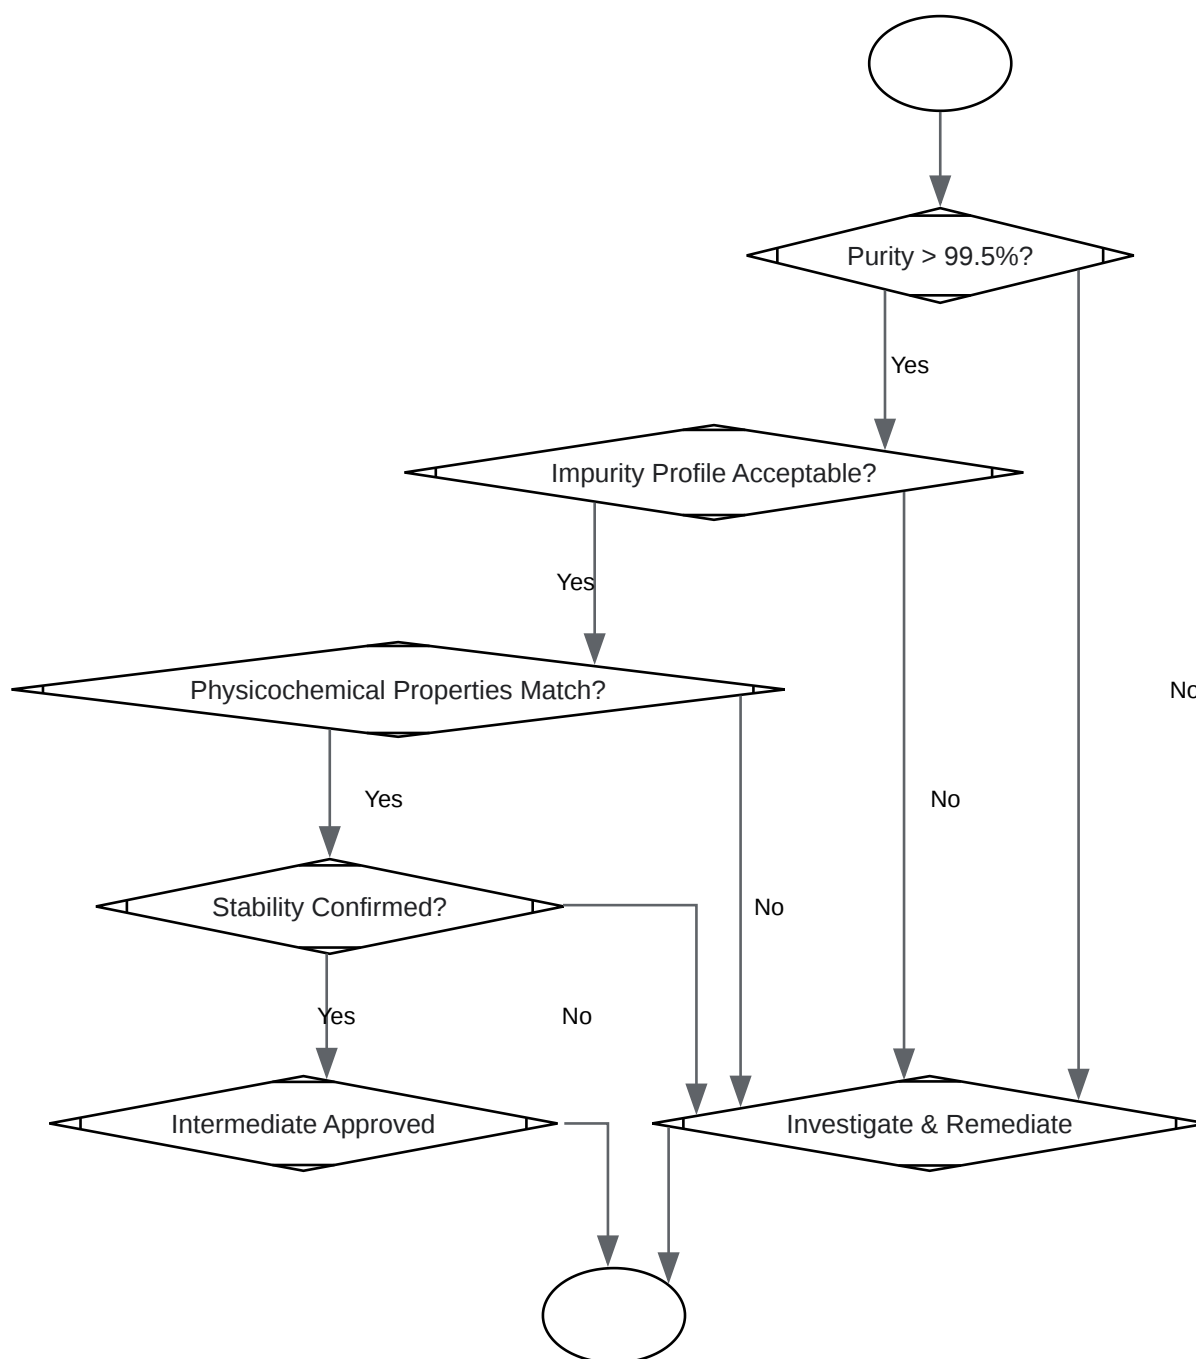 Purity > 99.5%?
Yes
Impurity Profile Acceptable?
Yes
Physicochemical Properties Match?
No
Yes
No
Stability Confirmed?
No
Yes
No
Intermediate Approved
Investigate & Remediate